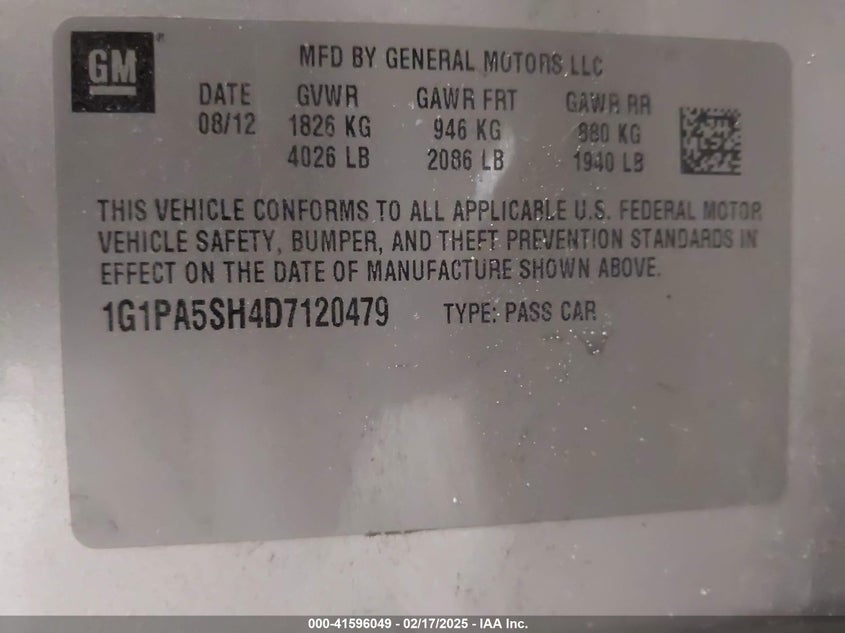 GM
MFD BY GENERAL MOTORS LLC
DATE GVWR GAWR FRT GAWR RR
08/12 1826 KG 946 KG 880 KG
4026 LB 2086 LB 1940 LB
THIS VEHICLE CONFORMS TO ALL APPLICABLE U.S. FEDERAL MOTOR
VEHICLE SAFETY, BUMPER, AND THEFT PREVENTION STANDARDS IN
EFFECT ON THE DATE OF MANUFACTURE SHOWN ABOVE.
1G1PA5SH4D7120479 TYPE: PASS CAR
000-41596049 - 02/17/2025 - IAA Inc.